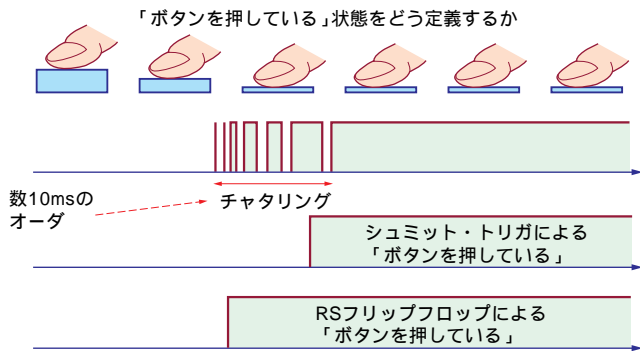 「ボタンを押している」状態をどう定義するか
数10msの
オーダ
チャタリング
シュミット・トリガによる
「ボタンを押している」
RSフリップフロップによる
「ボタンを押している」